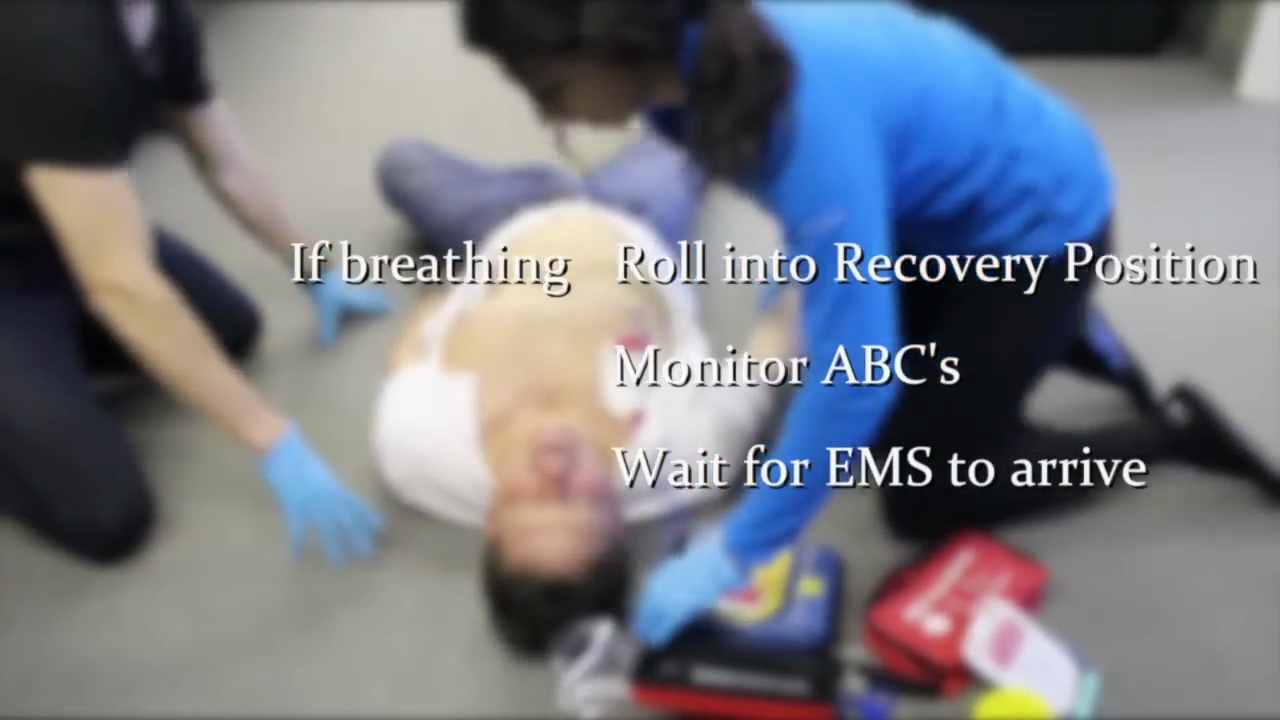 If breathing Roll into Recovery Position
Monitor ABC's
Wait for EMS to arrive